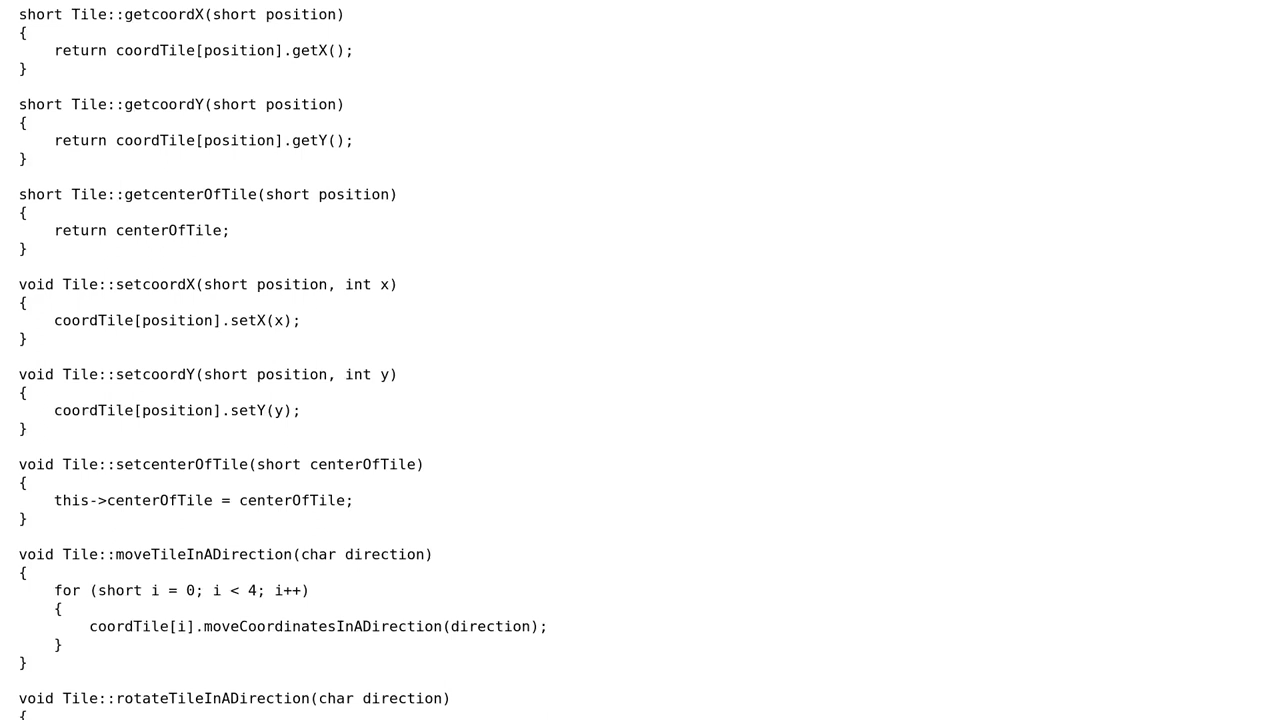 short Tile::getcoordX(short position)
{
    return coordTile[position].getX();
}

short Tile::getcoordY(short position)
{
    return coordTile[position].getY();
}

short Tile::getcenterOfTile(short position)
{
    return centerOfTile;
}

void Tile::setcoordX(short position, int x)
{
    coordTile[position].setX(x);
}

void Tile::setcoordY(short position, int y)
{
    coordTile[position].setY(y);
}

void Tile::setcenterOfTile(short centerOfTile)
{
    this->centerOfTile = centerOfTile;
}

void Tile::moveTileInADirection(char direction)
{
    for (short i = 0; i < 4; i++)
    {
        coordTile[i].moveCoordinatesInADirection(direction);
    }
}

void Tile::rotateTileInADirection(char direction)
{